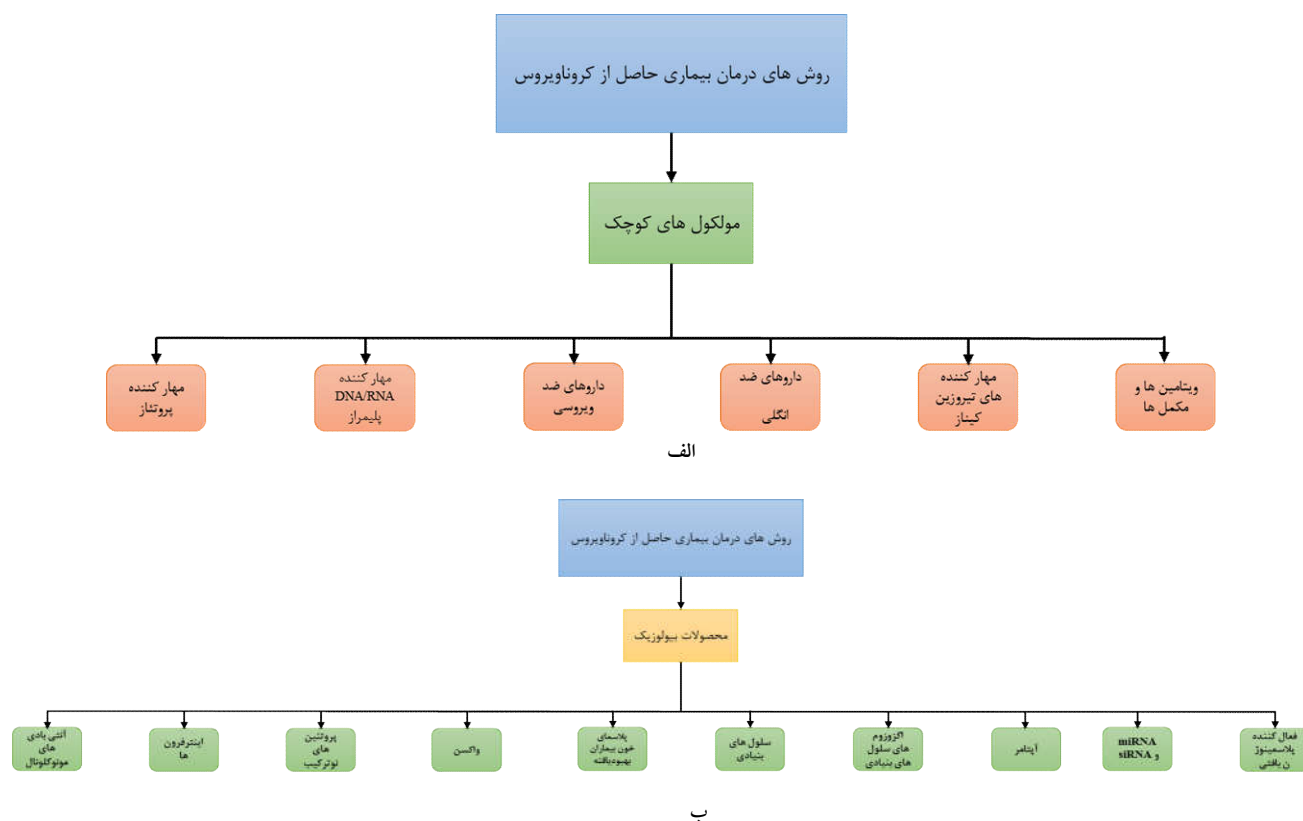 روش های درمان بیماری حاصل از کروناویروس
مولکول های کوچک
ویتامین ها و
مکمل ها
مهار کننده
های تیروزین
کیناز
داروهای ضد
انگلی
داروهای ضد
ویروسی
مهار کننده
DNA/RNA
پلیمراز
مهار کننده
پروتئاز
الف
روش های درمان بیماری حاصل از کروناویروس
محصولات بیولوزیک
فعال کننده
پلاسمینوژ
ن بافتی
miRNA
و siRNA
آپتامر
اگزوزوم
های سلول
های بنیادی
سلول های
بنیادی
پلاسمای
خون بیماران
بهبودیافته
واکسن
پروتئین
های
نوترکیب
اینترفرون
ها
آنتی بادی
های
مونوکلونال
ب